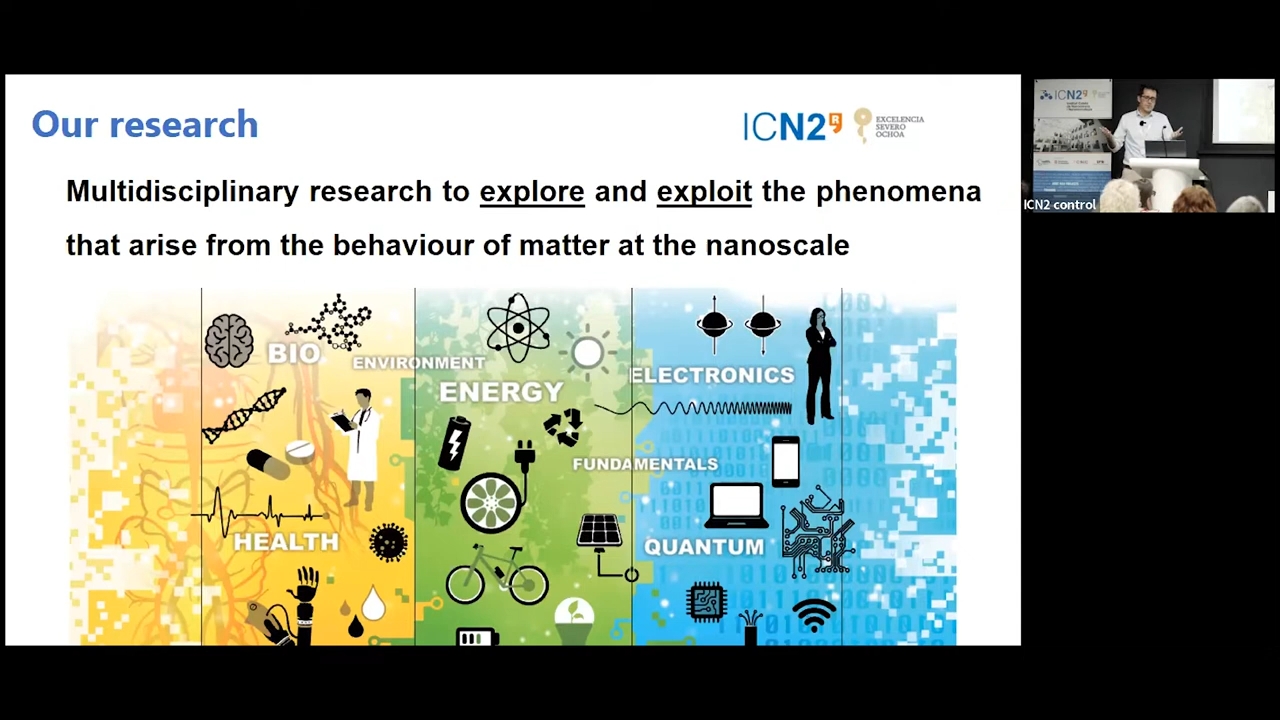 Our research
ICN2R
EXCELENCIA
SEVERO
OCHOA
Multidisciplinary research to explore and exploit the phenomena
that arise from the behaviour of matter at the nanoscale
BIO
ENVIRONMENT
ENERGY
ELECTRONICS
FUNDAMENTALS
HEALTH
QUANTUM
ICN2
ICN2 control